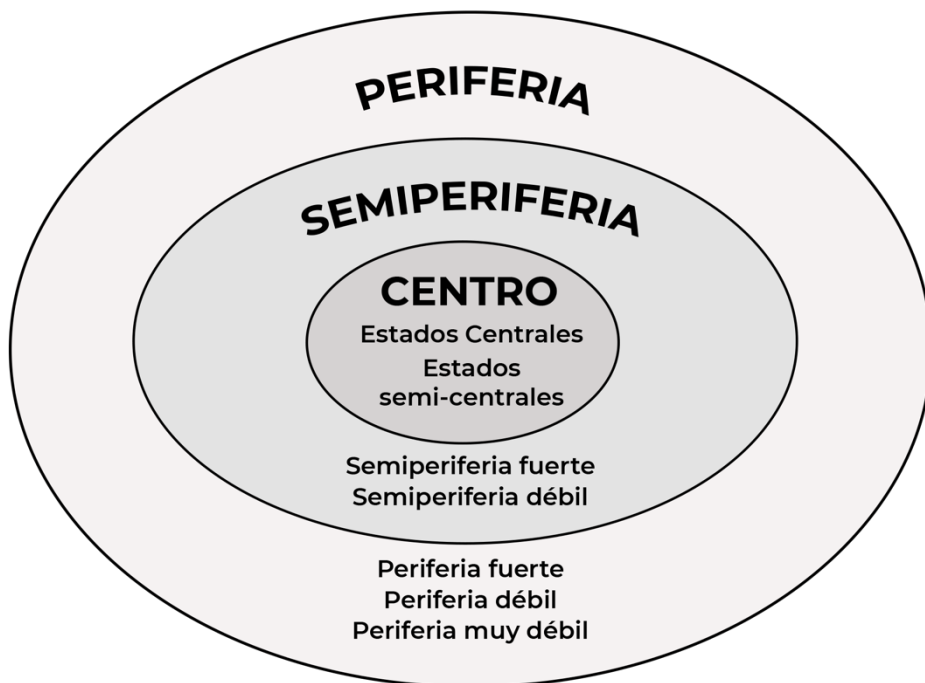 PERIFERIA
SEMIPERIFERIA
CENTRO
Estados Centrales
Estados
semi-centrales
Semiperiferia fuerte
Semiperiferia débil
Periferia fuerte
Periferia débil
Periferia muy débil